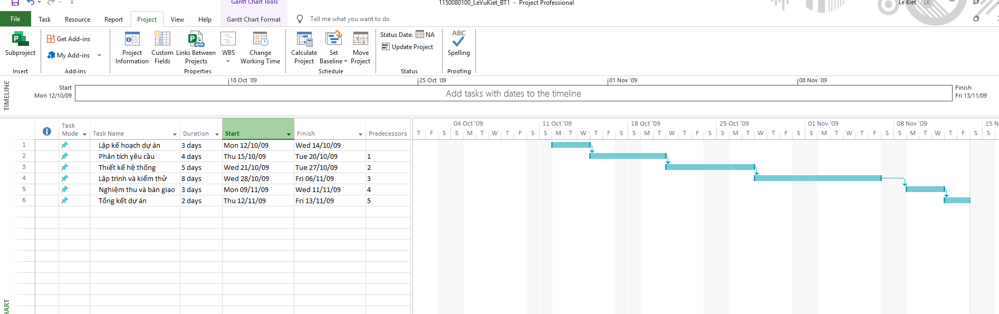 Gantt Chart Tools
1150080100_LeVuKiet_BT1 - Project Professional
Le Kiet LK
File Task Resource Report Project View Help Gantt Chart Format Tell me what you want to do
Subproject
Insert
Get Add-ins
My Add-ins
Add-ins
Project Information
Custom Fields
Links Between Projects
WBS
Change Working Time
Properties
Calculate Project
Set Baseline
Move Project
Schedule
Status Date: NA
Update Project
Status
ABC
Spelling
Proofing
TIMELINE
18 Oct '09 25 Oct '09 01 Nov '09 08 Nov '09
Start
Mon 12/10/09
Add tasks with dates to the timeline
Finish
Fri 13/11/09
Task Mode Task Name Duration Start Finish Predecessors
04 Oct '09 11 Oct '09 18 Oct '09 25 Oct '09 01 Nov '09 08 Nov '09 15 N
T F S S M T W T F S S M T W T F S S M T W T F S S M T W T F S S M T W T F S S M T W T F S S
1 Lập kế hoạch dự án 3 days Mon 12/10/09 Wed 14/10/09
2 Phân tích yêu cầu 4 days Thu 15/10/09 Tue 20/10/09 1
3 Thiết kế hệ thống 5 days Wed 21/10/09 Tue 27/10/09 2
4 Lập trình và kiểm thử 8 days Wed 28/10/09 Fri 06/11/09 3
5 Nghiệm thu và bàn giao 3 days Mon 09/11/09 Wed 11/11/09 4
6 Tổng kết dự án 2 days Thu 12/11/09 Fri 13/11/09 5
HART